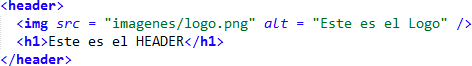 <header>
<img src = "imagenes/logo.png" alt = "Este es el Logo" />
<h1>Este es el HEADER</h1>
</header>